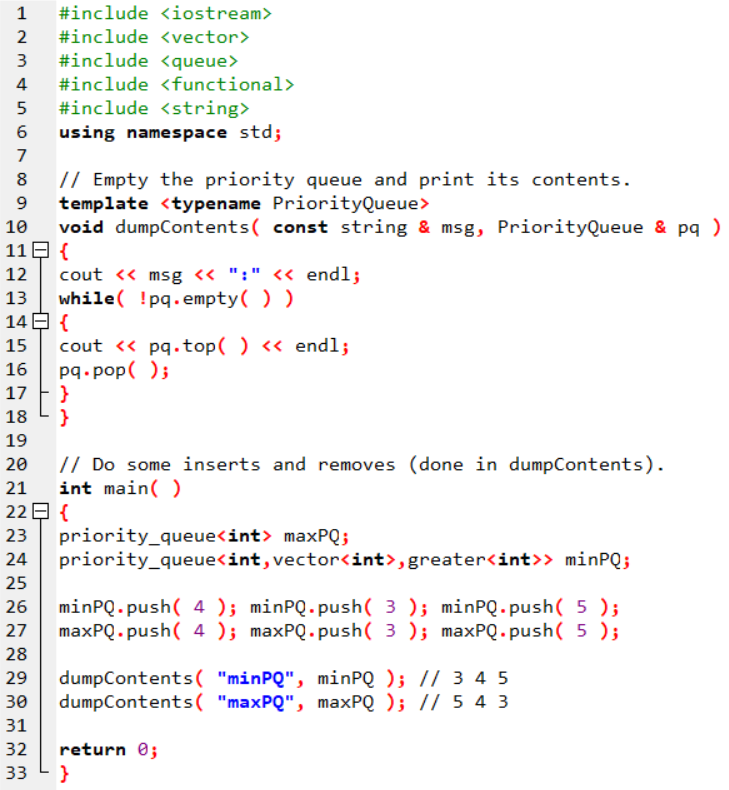 1 #include <iostream>
2 #include <vector>
3 #include <queue>
4 #include <functional>
5 #include <string>
6 using namespace std;
7
8 // Empty the priority queue and print its contents.
9 template <typename PriorityQueue>
10 void dumpContents( const string & msg, PriorityQueue & pq )
11 {
12 cout << msg << ":" << endl;
13 while( !pq.empty( ) )
14 {
15 cout << pq.top( ) << endl;
16 pq.pop( );
17 }
18 }
19
20 // Do some inserts and removes (done in dumpContents).
21 int main( )
22 {
23 priority_queue<int> maxPQ;
24 priority_queue<int,vector<int>,greater<int>> minPQ;
25
26 minPQ.push( 4 ); minPQ.push( 3 ); minPQ.push( 5 );
27 maxPQ.push( 4 ); maxPQ.push( 3 ); maxPQ.push( 5 );
28
29 dumpContents( "minPQ", minPQ ); // 3 4 5
30 dumpContents( "maxPQ", maxPQ ); // 5 4 3
31
32 return 0;
33 }